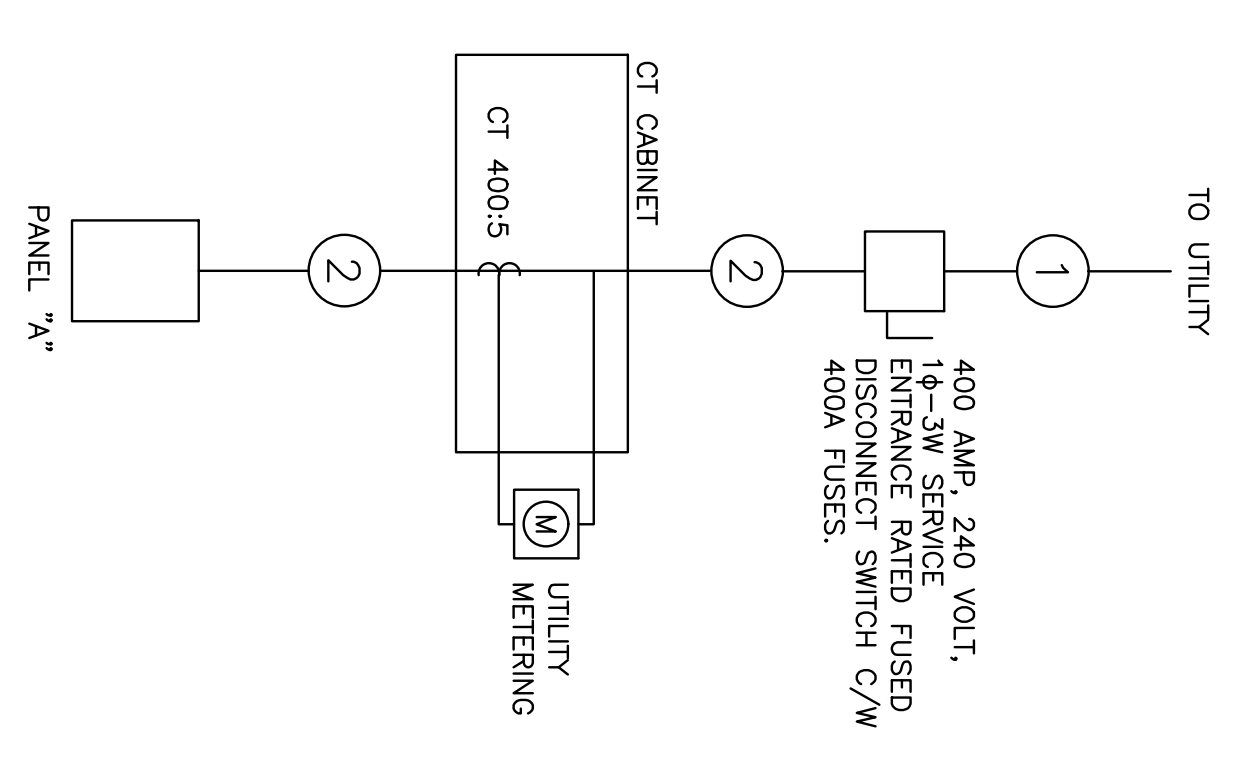 TO UTILITY
1
400 AMP, 240 VOLT,
1ϕ-3W SERVICE
ENTRANCE RATED FUSED
DISCONNECT SWITCH C/W
400A FUSES.
2
CT CABINET
CT 400:5
M
UTILITY
METERING
2
PANEL "A"